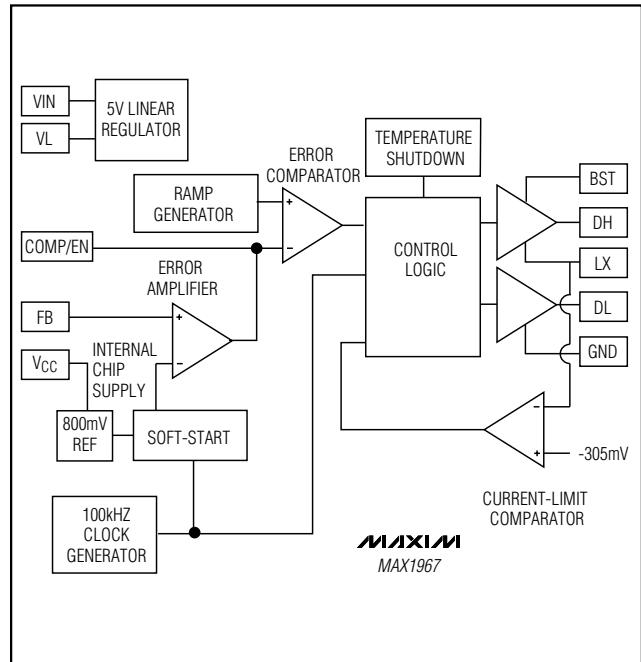 VIN
VL
5V LINEAR
REGULATOR
TEMPERATURE
SHUTDOWN
ERROR
COMPARATOR
RAMP
GENERATOR
+
−
COMP/EN
ERROR
AMPLIFIER
CONTROL
LOGIC
BST
DH
LX
DL
GND
FB
+
−
VCC
INTERNAL
CHIP
SUPPLY
800mV
REF
SOFT-START
−
+
-305mV
CURRENT-LIMIT
COMPARATOR
100kHZ
CLOCK
GENERATOR
MAXIM
MAX1967